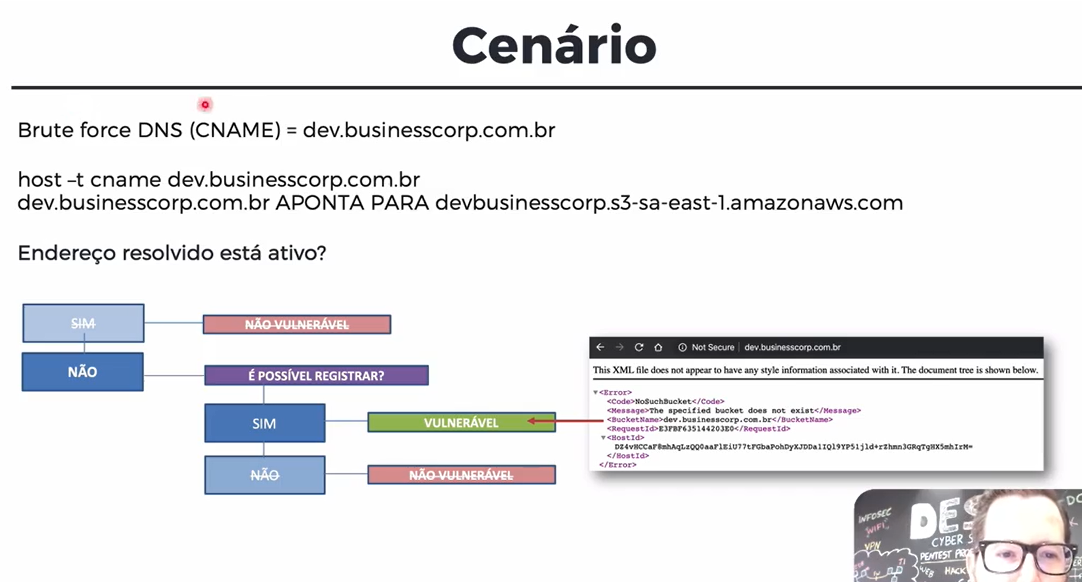 Cenário
Brute force DNS (CNAME) = dev.businesscorp.com.br
host –t cname dev.businesscorp.com.br
dev.businesscorp.com.br APONTA PARA devbusinesscorp.s3-sa-east-1.amazonaws.com
Endereço resolvido está ativo?
SIM
NÃO VULNERÁVEL
NÃO
É POSSÍVEL REGISTRAR?
SIM
VULNERÁVEL
NÃO
NÃO VULNERÁVEL
Not Secure | dev.businesscorp.com.br
This XML file does not appear to have any style information associated with it. The document tree is shown below.
<Error>
<Code>NoSuchBucket</Code>
<Message>The specified bucket does not exist</Message>
<BucketName>dev.businesscorp.com.br</BucketName>
<RequestId>E3FBF635144203E0</RequestId>
<HostId>
</HostId>
</Error>
INFOSEC
WIFI
VPN
CYBER
PENTEST
HACK